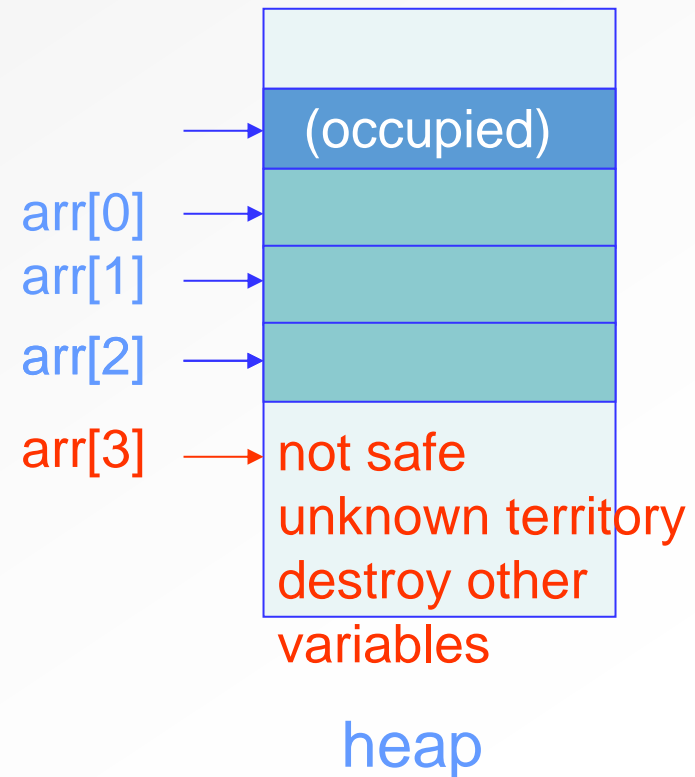 (occupied)
arr[0]
arr[1]
arr[2]
arr[3]
not safe
unknown territory
destroy other
variables
heap